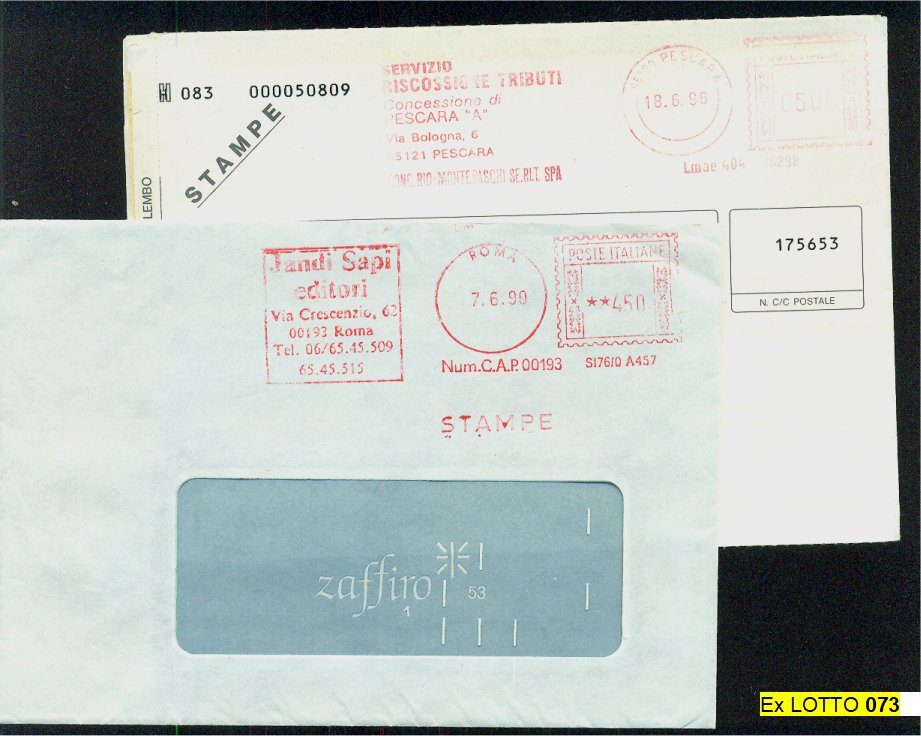 083 000050809
STAMPE
LEMBO
SERVIZIO
RISCOSSIONE TRIBUTI
Concessione di
PESCARA "A"
Via Bologna, 6
65121 PESCARA
PESCARA
18.6.96
POSTE ITALIANE
Lmae 404
175653
N. C/C POSTALE
Jandi Sapi
editori
Via Crescenzio, 62
00193 Roma
Tel. 06/65.45.509
65.45.515
ROMA
7.6.90
Num.C.A.P. 00193
POSTE ITALIANE
**450
S176/0 A457
STAMPE
zaffiro
1
53
Ex LOTTO 073